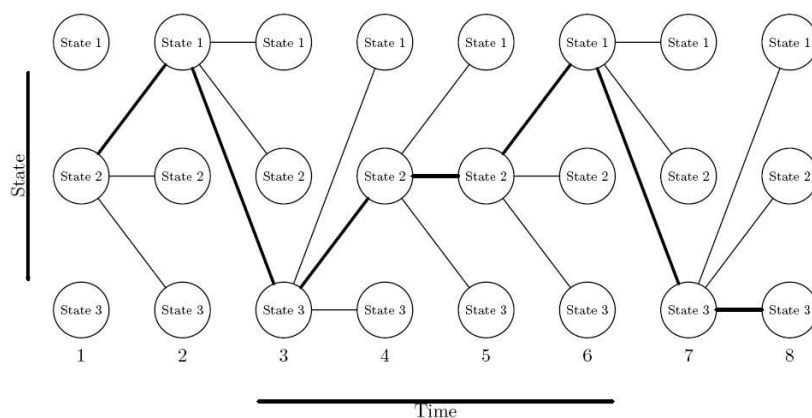 State 1 State 1 State 1 State 1 State 1 State 1 State 1 State 1
State
State 2 State 2 State 2 State 2 State 2 State 2 State 2 State 2
State 3 State 3 State 3 State 3 State 3 State 3 State 3 State 3
1 2 3 4 5 6 7 8
Time